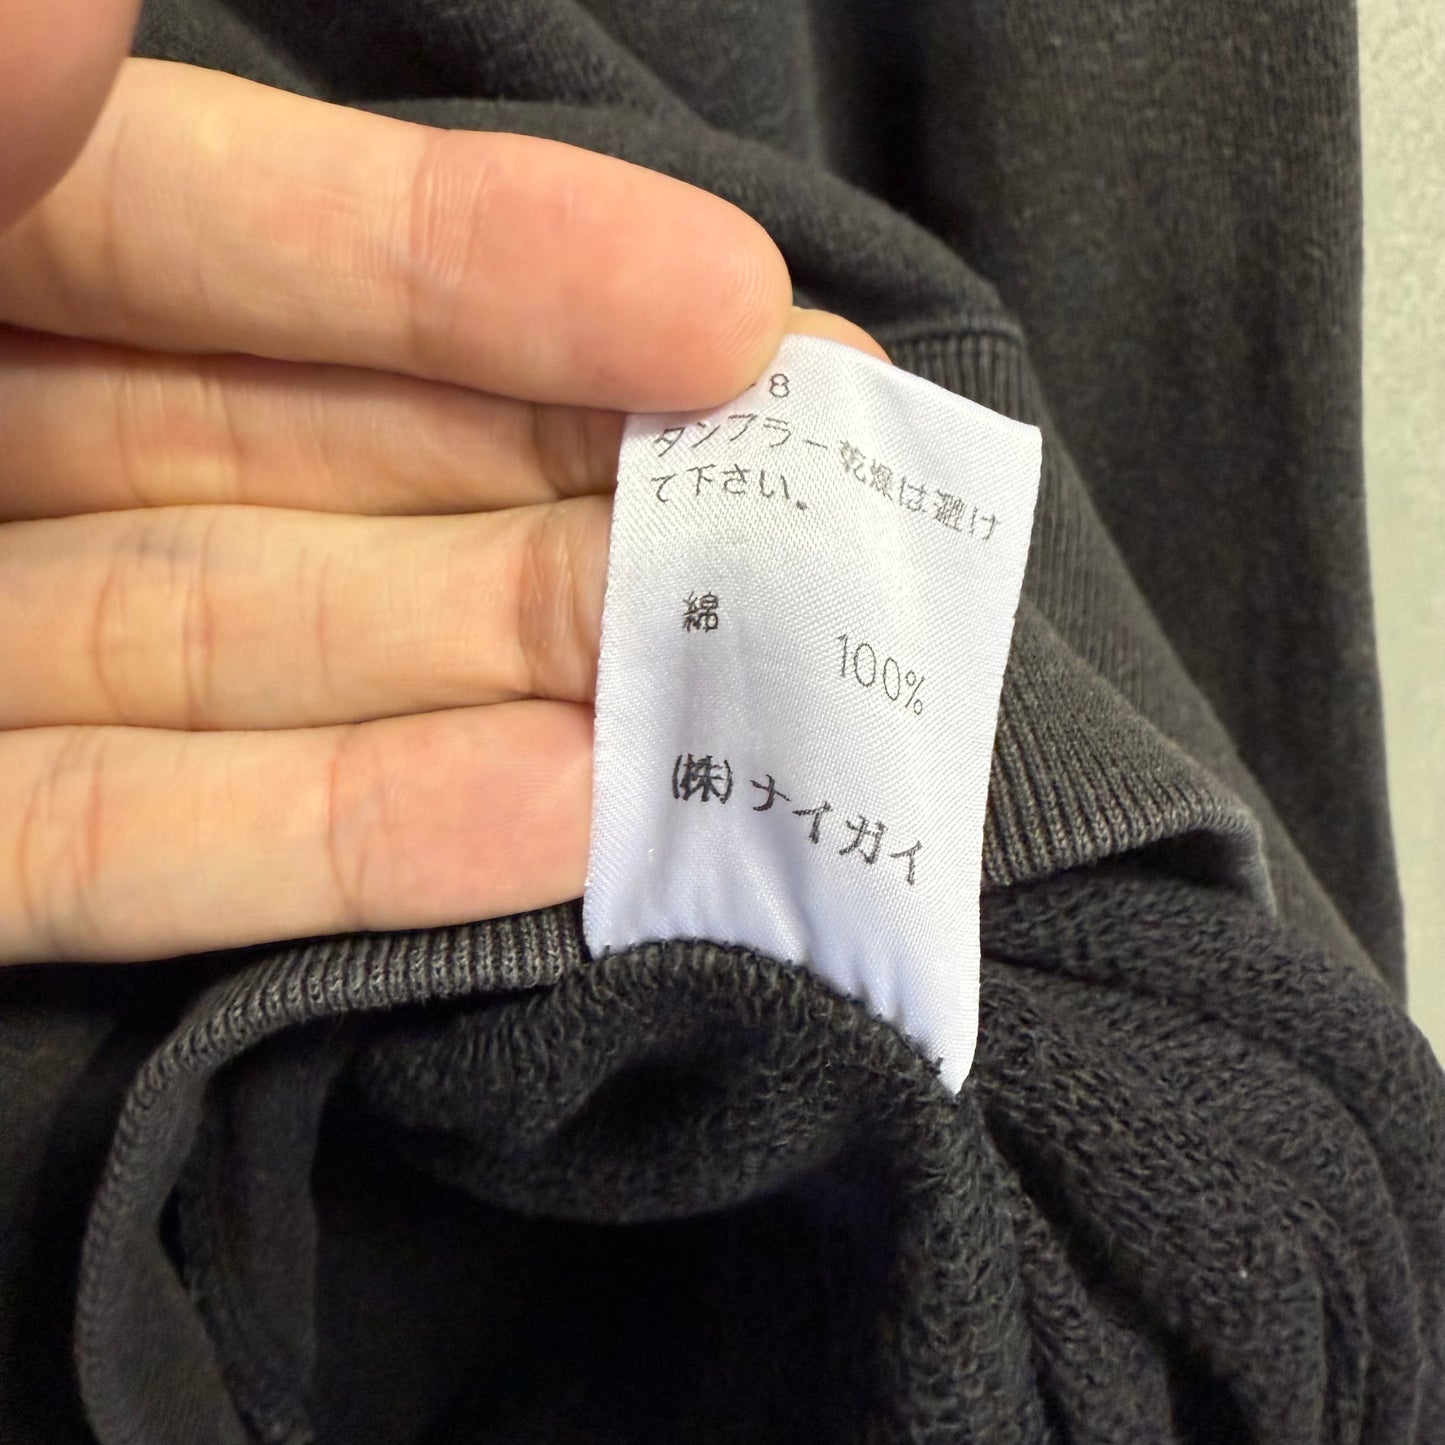 8
タンブラー乾燥は避け
て下さい。
綿 100%
(株)ナイガイ